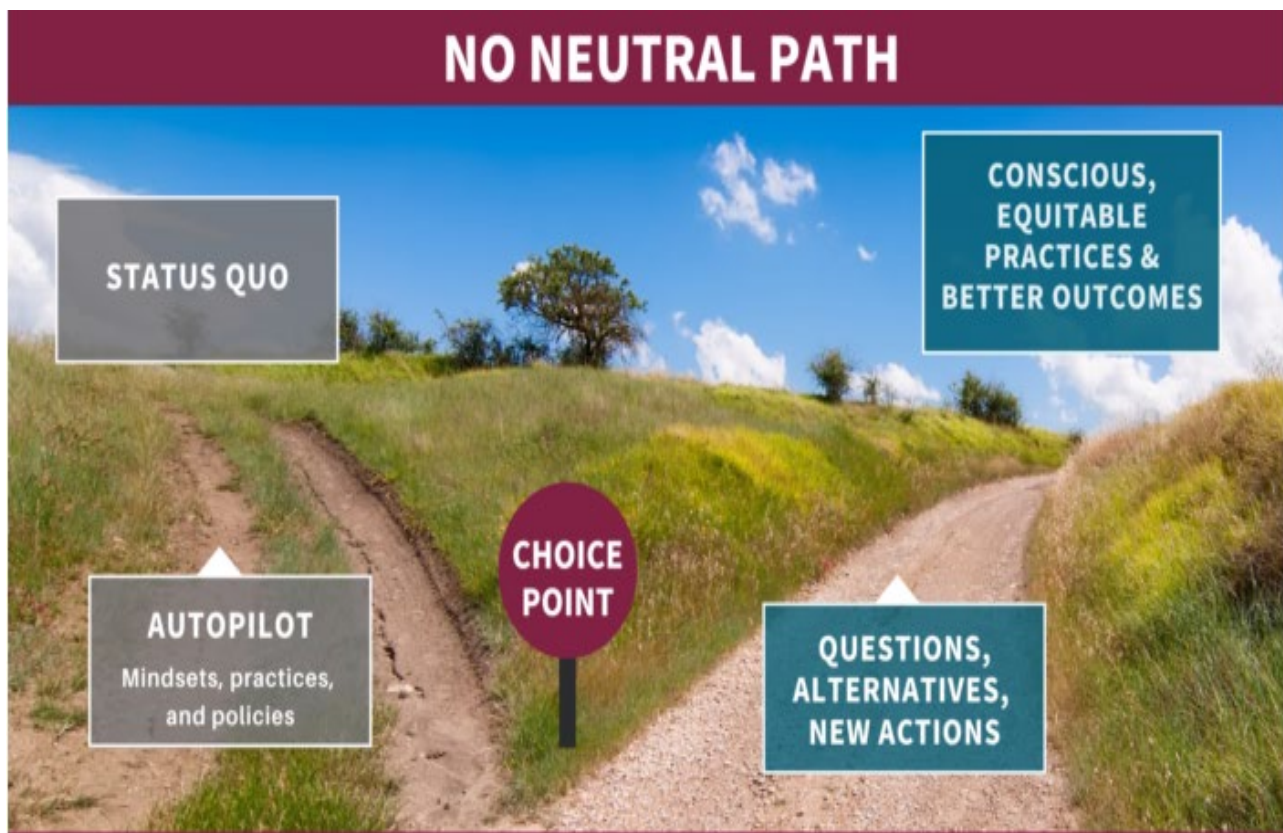 NO NEUTRAL PATH
STATUS QUO
CONSCIOUS,
EQUITABLE
PRACTICES &
BETTER OUTCOMES
AUTOPILOT
Mindsets, practices,
and policies
CHOICE
POINT
QUESTIONS,
ALTERNATIVES,
NEW ACTIONS